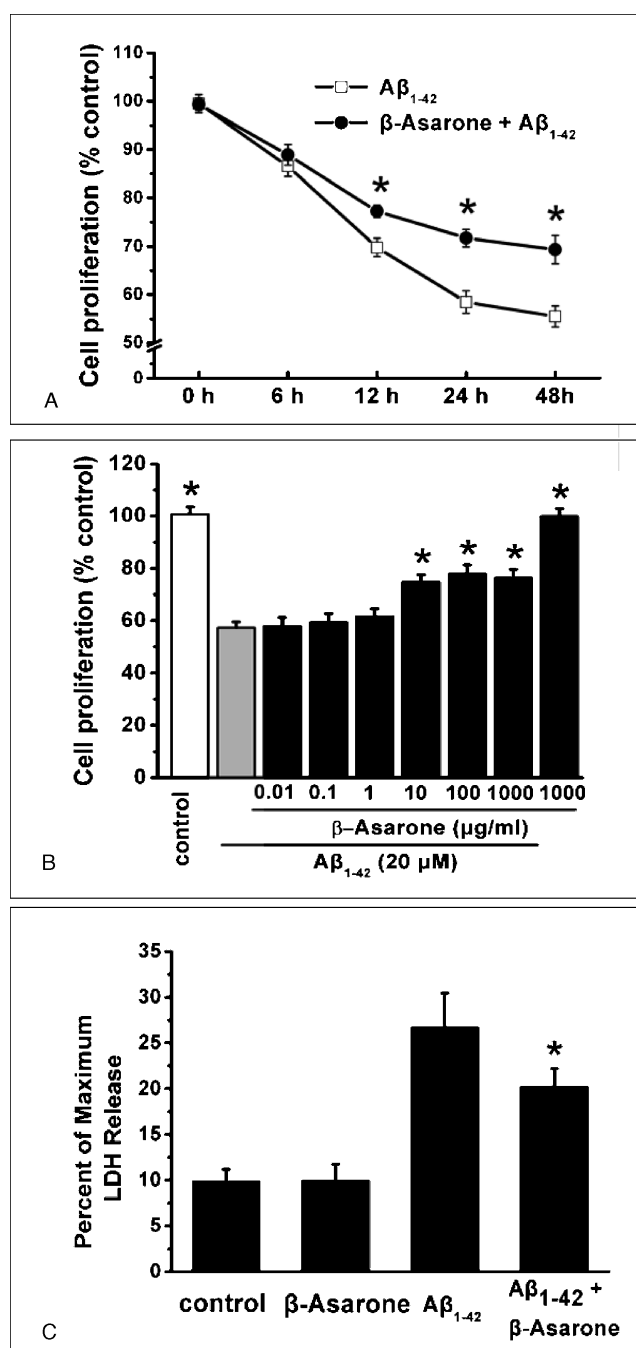 Cell proliferation (% control)
100
90
80
70
60
50
0
Aβ1-42
β-Asarone + Aβ1-42
* * *
0 h 6 h 12 h 24 h 48h
A
Cell proliferation (% control)
120
100
80
60
40
20
0
* * * * *
control
0.01 0.1 1 10 100 1000 1000
β–Asarone (µg/ml)
Aβ1-42 (20 µM)
B
Percent of Maximum
LDH Release
35
30
25
20
15
10
5
0
*
control β-Asarone Aβ1-42 Aβ1-42 +
β-Asarone
C